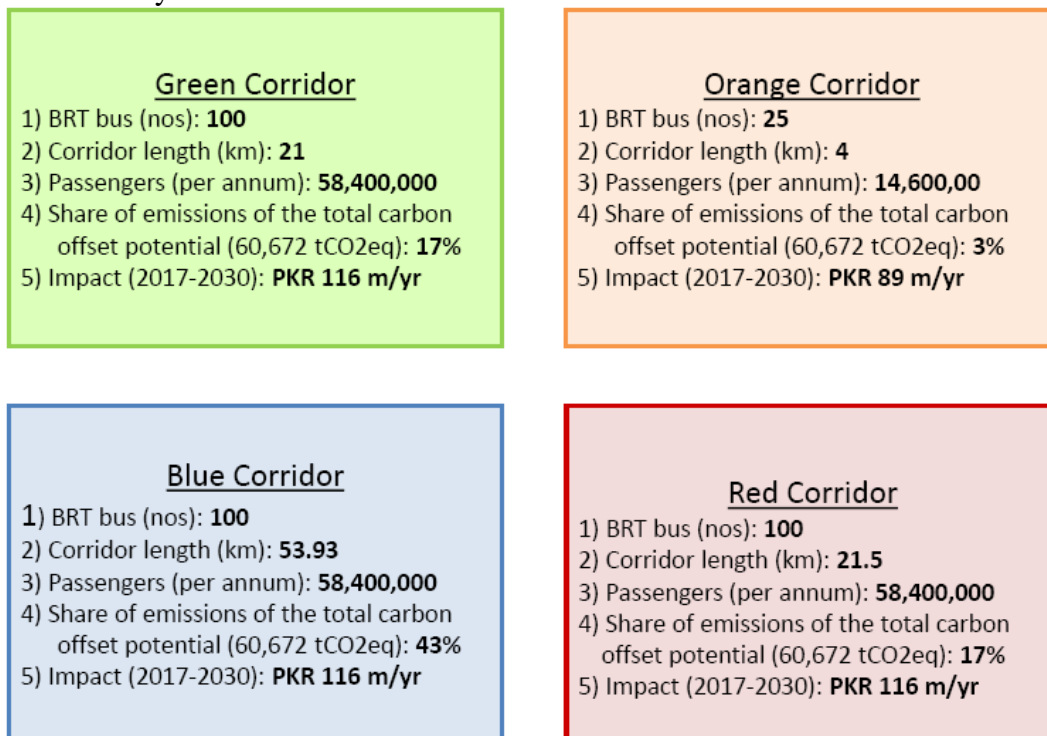 Green Corridor
1) BRT bus (nos): 100
2) Corridor length (km): 21
3) Passengers (per annum): 58,400,000
4) Share of emissions of the total carbon
offset potential (60,672 tCO2eq): 17%
5) Impact (2017-2030): PKR 116 m/yr
Orange Corridor
1) BRT bus (nos): 25
2) Corridor length (km): 4
3) Passengers (per annum): 14,600,00
4) Share of emissions of the total carbon
offset potential (60,672 tCO2eq): 3%
5) Impact (2017-2030): PKR 89 m/yr
Blue Corridor
1) BRT bus (nos): 100
2) Corridor length (km): 53.93
3) Passengers (per annum): 58,400,000
4) Share of emissions of the total carbon
offset potential (60,672 tCO2eq): 43%
5) Impact (2017-2030): PKR 116 m/yr
Red Corridor
1) BRT bus (nos): 100
2) Corridor length (km): 21.5
3) Passengers (per annum): 58,400,000
4) Share of emissions of the total carbon
offset potential (60,672 tCO2eq): 17%
5) Impact (2017-2030): PKR 116 m/yr